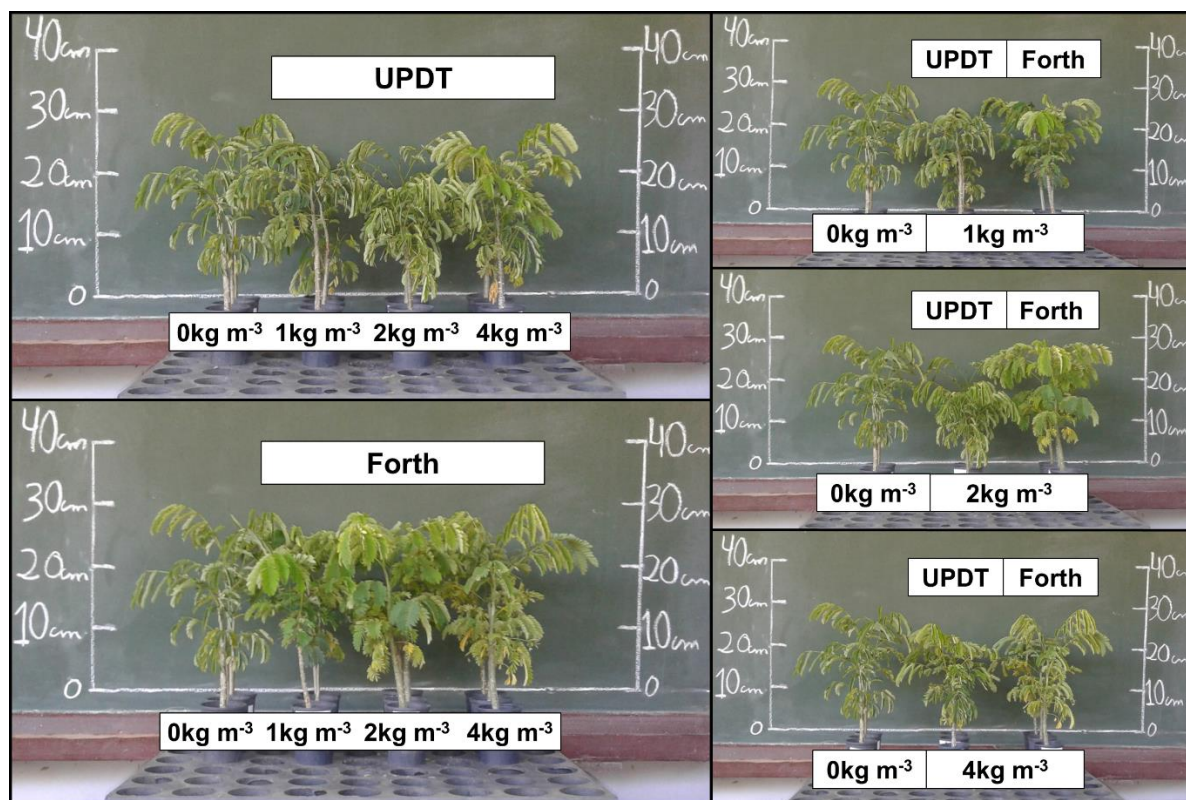 UPDT
40cm 40cm
30cm 30cm
20cm 20cm
10cm 10cm
0 0
0kg m⁻³ 1kg m⁻³ 2kg m⁻³ 4kg m⁻³
Forth
40cm 40cm
30cm 30cm
20cm 20cm
10cm 10cm
0 0
0kg m⁻³ 1kg m⁻³ 2kg m⁻³ 4kg m⁻³
40cm 40cm
UPDT Forth
30cm 30cm
20cm 20cm
10cm 10cm
0 0
0kg m⁻³ 1kg m⁻³
40cm 40cm
UPDT Forth
30cm 30cm
20cm 20cm
10cm 10cm
0 0
0kg m⁻³ 2kg m⁻³
40cm 40cm
UPDT Forth
30cm 30cm
20cm 20cm
10cm 10cm
0 0
0kg m⁻³ 4kg m⁻³